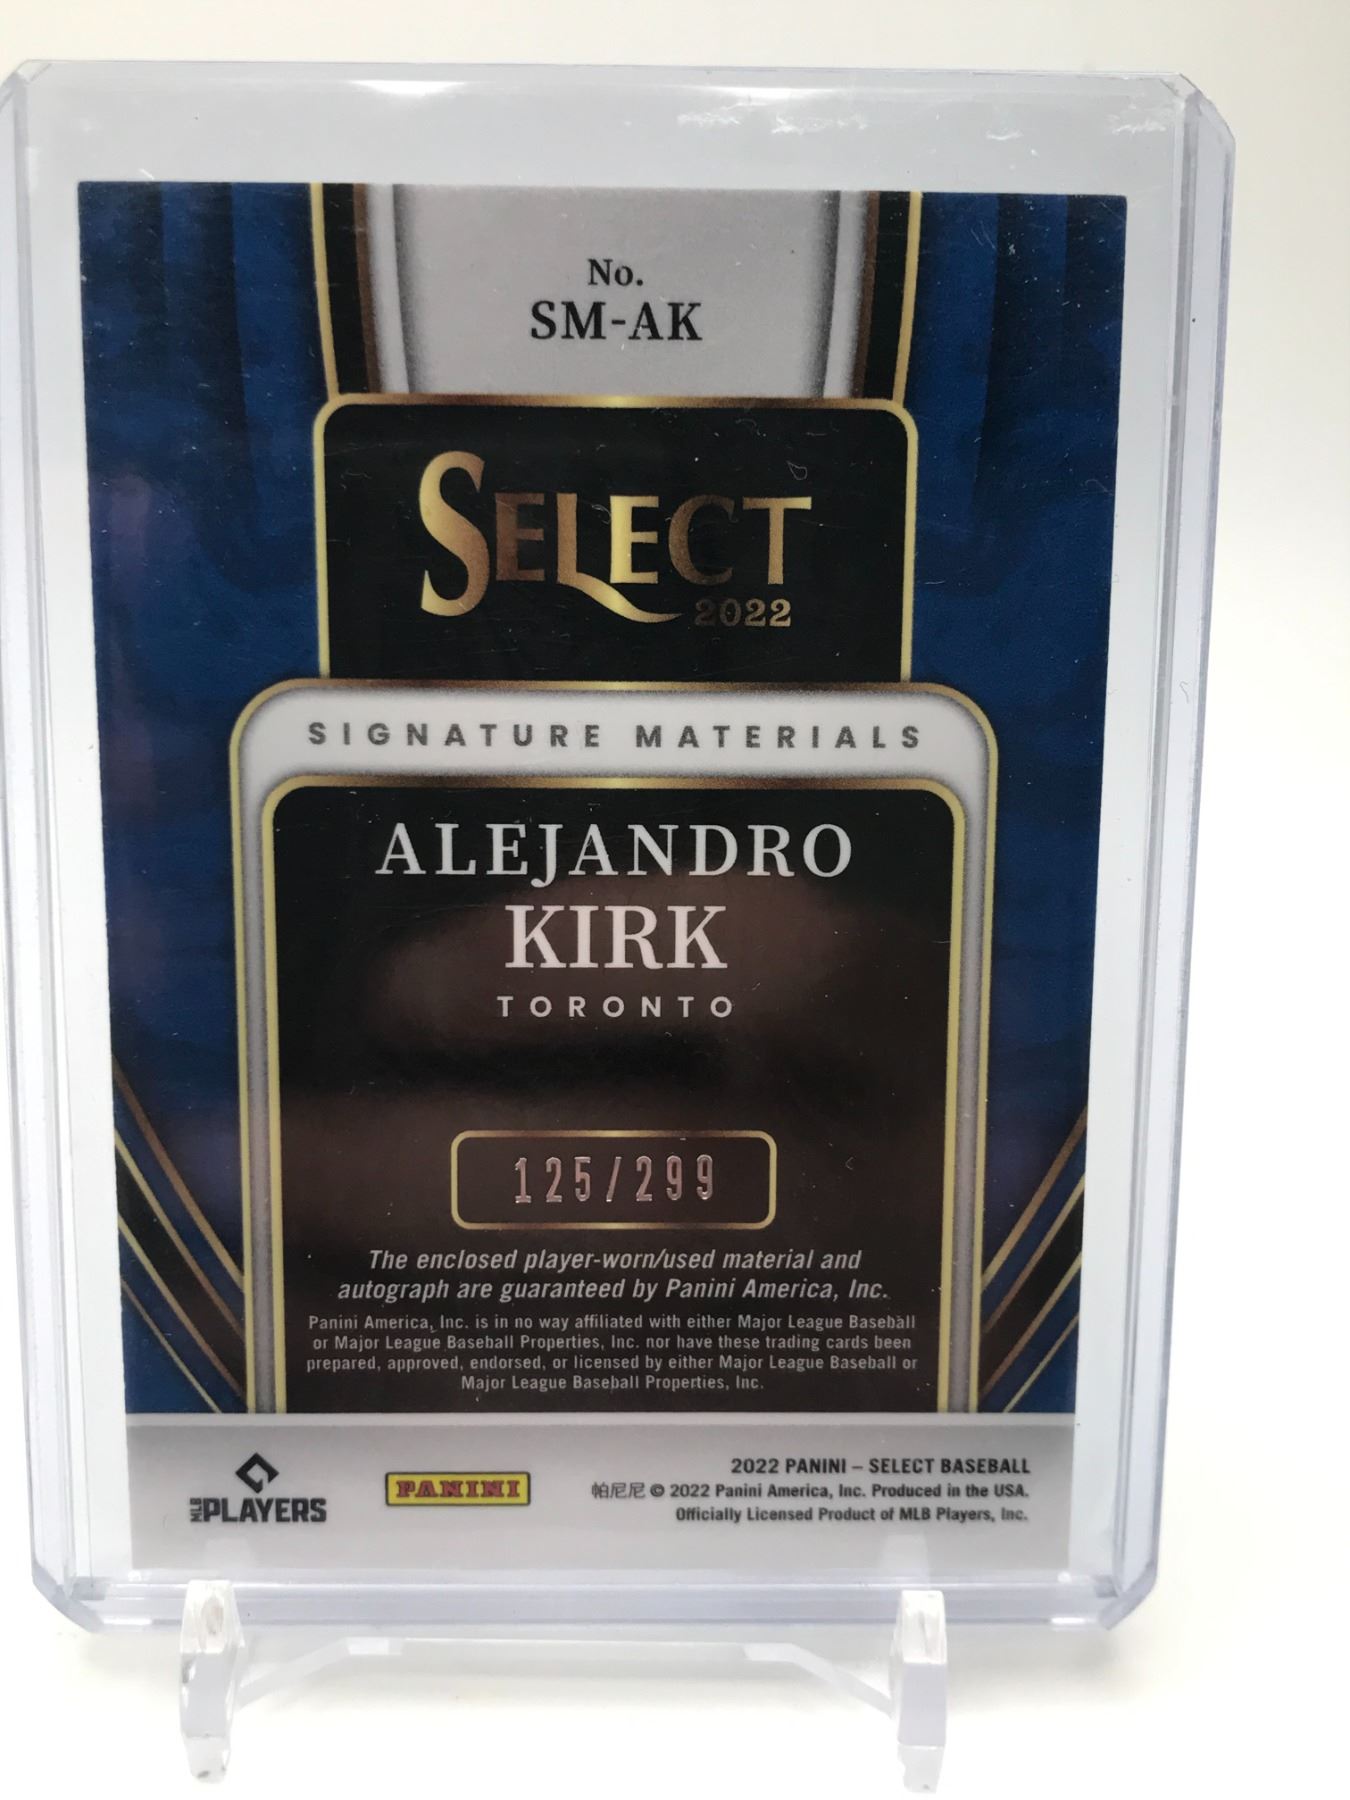 No.
SM-AK
SELECT
2022
SIGNATURE MATERIALS
ALEJANDRO
KIRK
TORONTO
125/299
The enclosed player-worn/used material and
autograph are guaranteed by Panini America, Inc.
Panini America, Inc. is in no way affiliated with either Major League Baseball
or Major League Baseball Properties, Inc. nor have these trading cards been
prepared, approved, endorsed, or licensed by either Major League Baseball or
Major League Baseball Properties, Inc.
MLB PLAYERS
PANINI
2022 PANINI – SELECT BASEBALL
帕尼尼 © 2022 Panini America, Inc. Produced in the USA.
Officially Licensed Product of MLB Players, Inc.